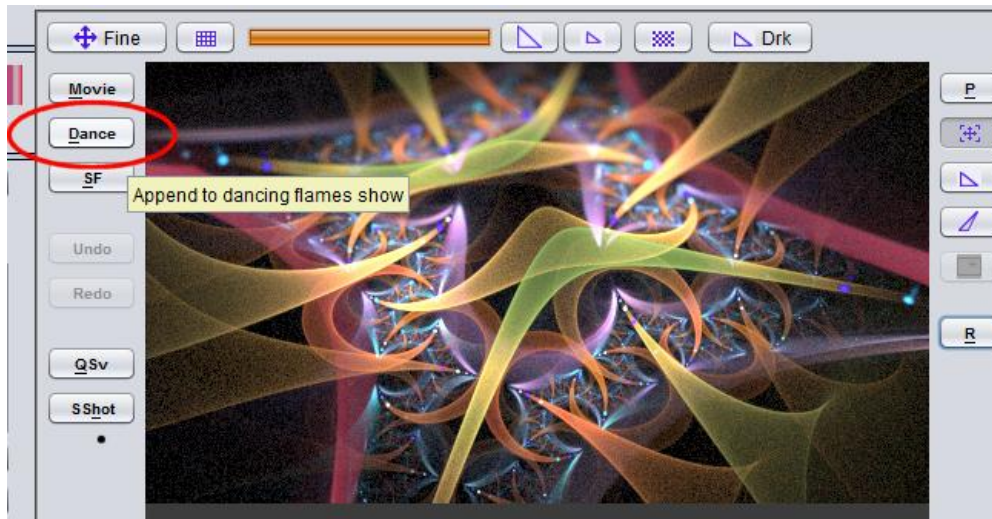 Fine
Drk
Movie
P
Dance
SF
Append to dancing flames show
Undo
Redo
R
QSv
SShot